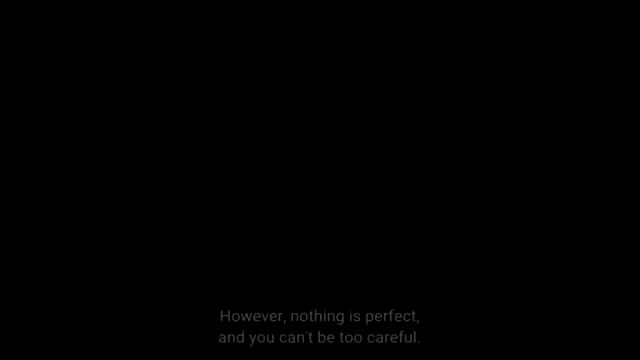 However, nothing is perfect,
and you can't be too careful.